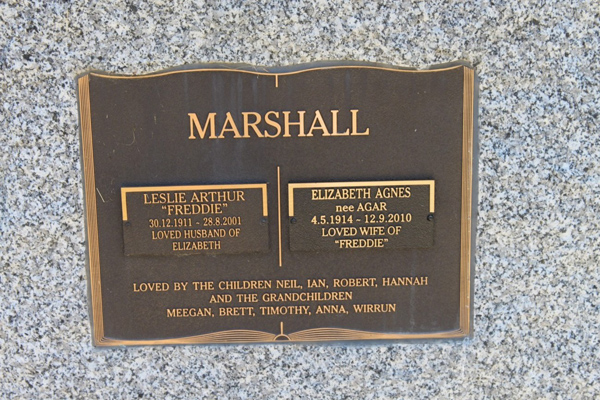 MARSHALL
LESLIE ARTHUR
"FREDDIE"
30.12.1911 - 28.8.2001
LOVED HUSBAND OF
ELIZABETH
ELIZABETH AGNES
nee AGAR
4.5.1914 - 12.9.2010
LOVED WIFE OF
"FREDDIE"
LOVED BY THE CHILDREN NEIL, IAN, ROBERT, HANNAH
AND THE GRANDCHILDREN
MEEGAN, BRETT, TIMOTHY, ANNA, WIRRUN